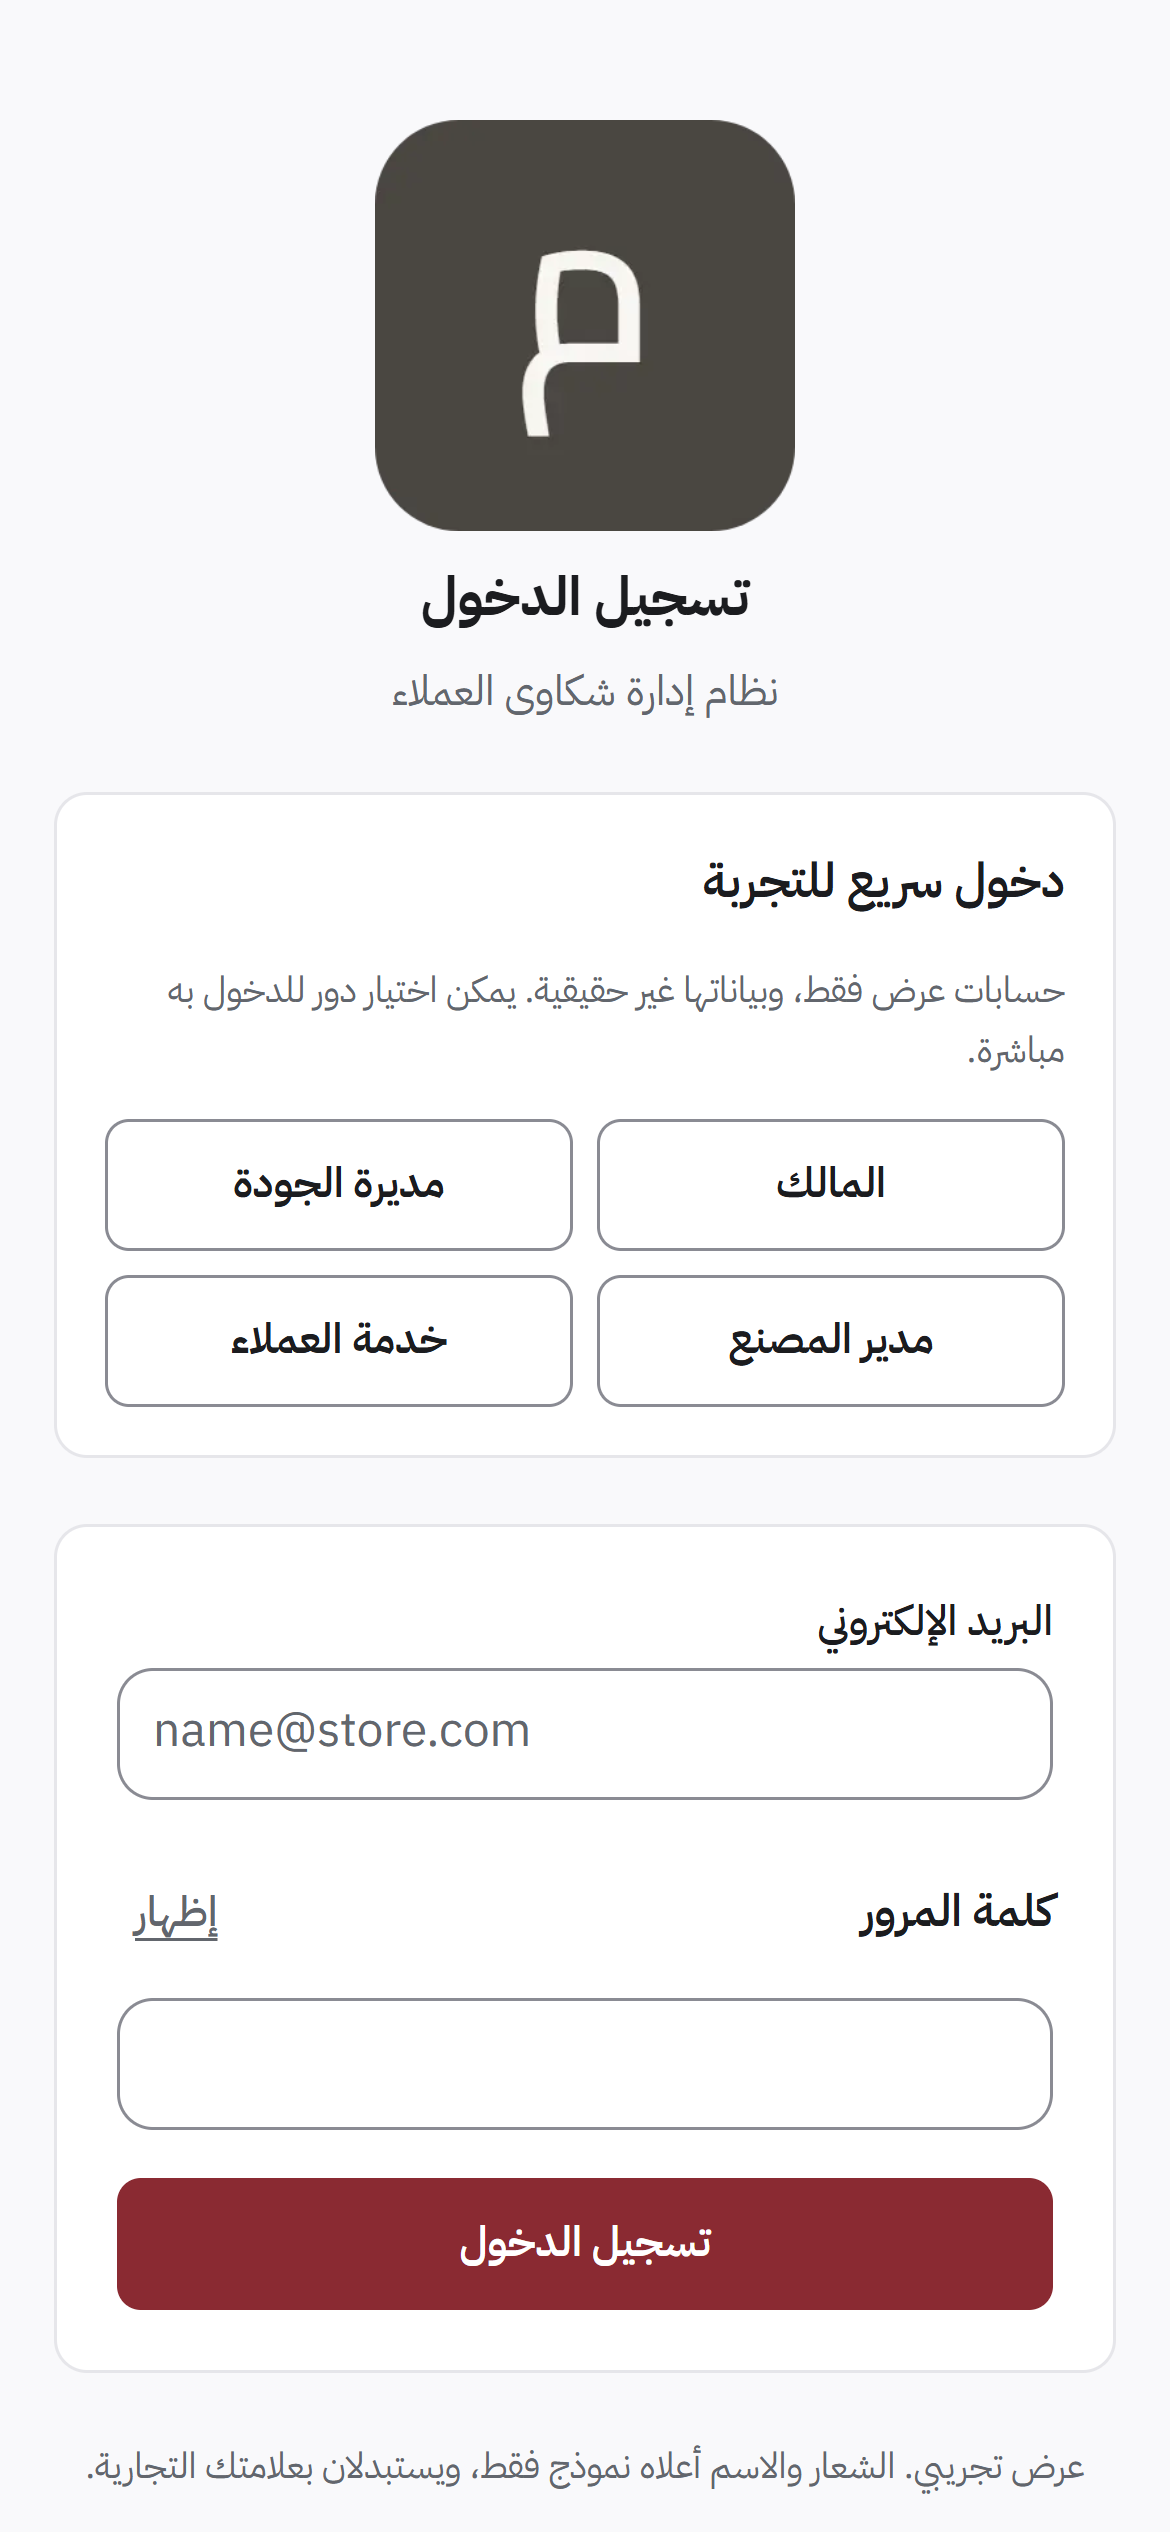 م
تسجيل الدخول
نظام إدارة شكاوى العملاء
دخول سريع للتجربة
حسابات عرض فقط، وبياناتها غير حقيقية. يمكن اختيار دور للدخول به
مباشرة.
المالك
مديرة الجودة
مدير المصنع
خدمة العملاء
البريد الإلكتروني
name@store.com
كلمة المرور
إظهار
تسجيل الدخول
عرض تجريبي. الشعار والاسم أعلاه نموذج فقط، ويستبدلان بعلامتك التجارية.